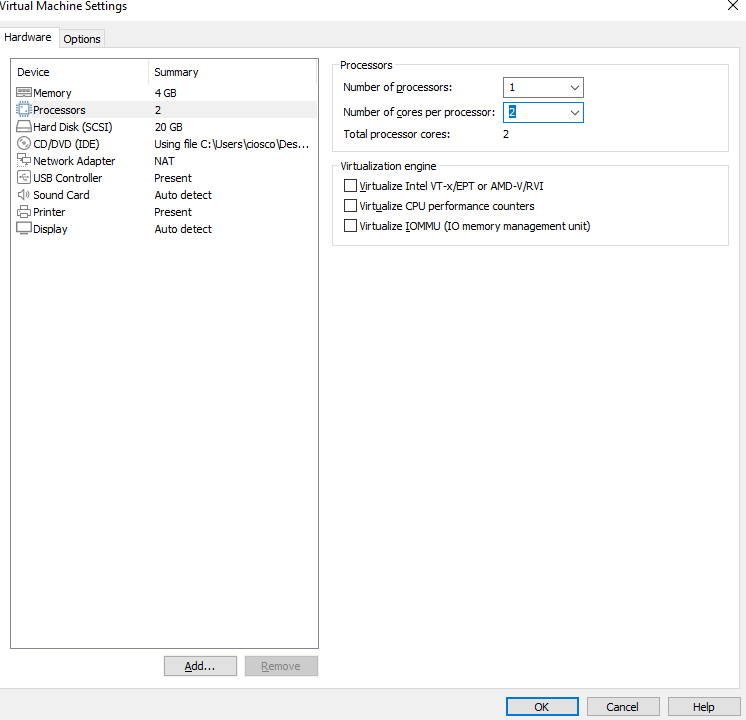 Virtual Machine Settings
Hardware
Options
Device Summary
Memory 4 GB
Processors 2
Hard Disk (SCSI) 20 GB
CD/DVD (IDE) Using file C:\Users\ciosco\Des...
Network Adapter NAT
USB Controller Present
Sound Card Auto detect
Printer Present
Display Auto detect
Add...
Remove
Processors
Number of processors: 1
Number of cores per processor: 2
Total processor cores: 2
Virtualization engine
Virtualize Intel VT-x/EPT or AMD-V/RVI
Virtualize CPU performance counters
Virtualize IOMMU (IO memory management unit)
OK
Cancel
Help